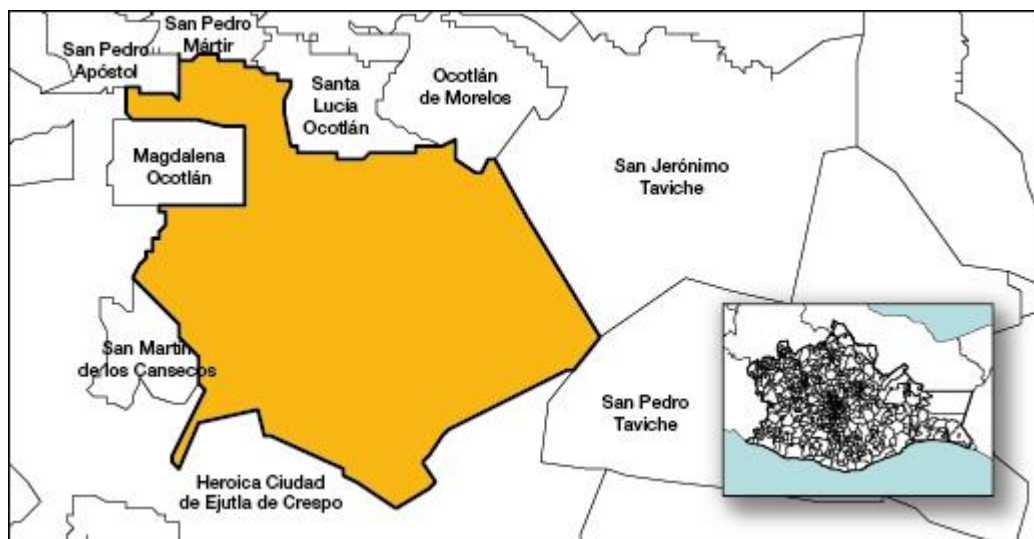 San Pedro
Mártir
San Pedro
Apóstol
Santa
Lucía
Ocotlán
Ocotlán
de Morelos
Magdalena
Ocotlán
San Jerónimo
Taviche
San Martín
de los Cansecos
San Pedro
Taviche
Heroica Ciudad
de Ejutla de Crespo